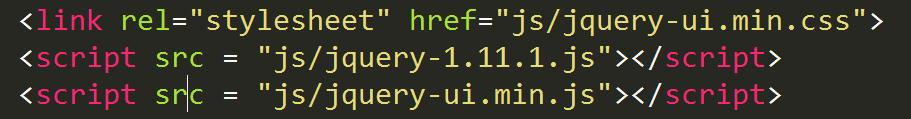 <link rel="stylesheet" href="js/jquery-ui.min.css">
<script src = "js/jquery-1.11.1.js"></script>
<script src = "js/jquery-ui.min.js"></script>